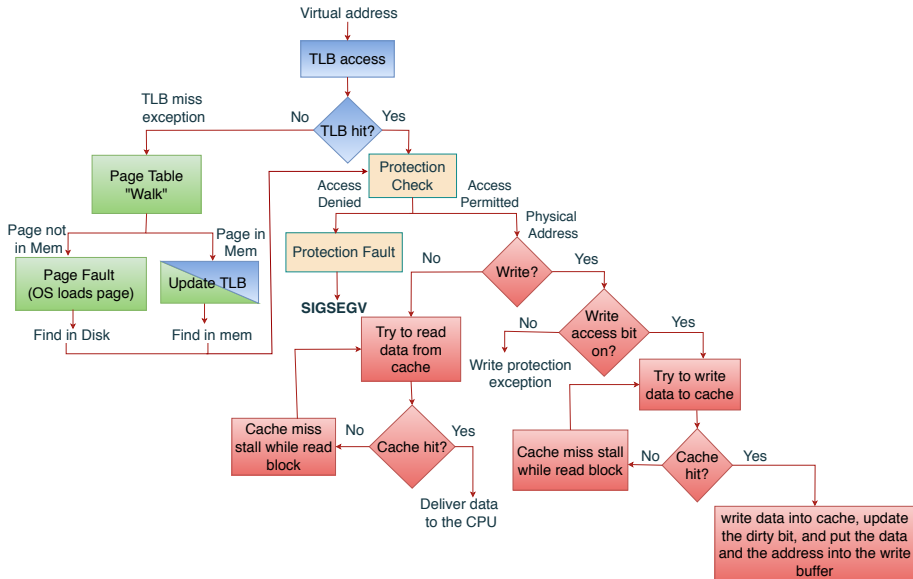 Virtual address
TLB access
TLB miss
exception
No
Yes
TLB hit?
Page Table
"Walk"
Protection
Check
Access
Denied
Access
Permitted
Page not
in Mem
Page in
Mem
Physical
Address
Protection Fault
Page Fault
(OS loads page)
Update TLB
No
Write?
Yes
SIGSEGV
Find in Disk
Find in mem
Try to read
data from
cache
No
Write
access bit
on?
Yes
Write protection
exception
Try to write
data to cache
Cache miss
stall while read
block
No
Cache hit?
Yes
Cache miss stall
while read block
No
Cache
hit?
Yes
Deliver data
to the CPU
write data into cache, update
the dirty bit, and put the data
and the address into the write
buffer